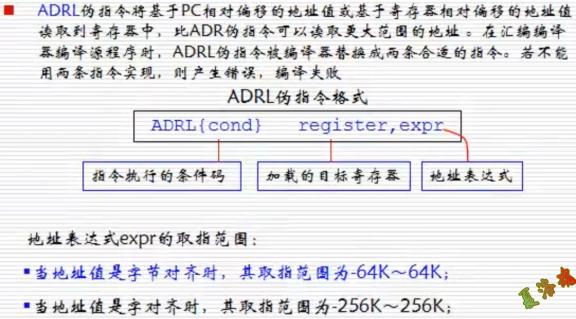 ADRL伪指令将基于PC相对偏移的地址值或基于寄存器相对偏移的地址值
读取到寄存器中，比ADR伪指令可以读取更大范围的地址。在汇编编译
器编译源程序时，ADRL伪指令被编译器替换成两条合适的指令。若不能
用两条指令实现，则产生错误，编译失败
ADRL伪指令格式
ADRL{cond} register,expr
指令执行的条件码 加载的目标寄存器 地址表达式
地址表达式expr的取指范围：
当地址值是字节对齐时，其取指范围为-64K～64K；
当地址值是字对齐时，其取指范围为-256K～256K；